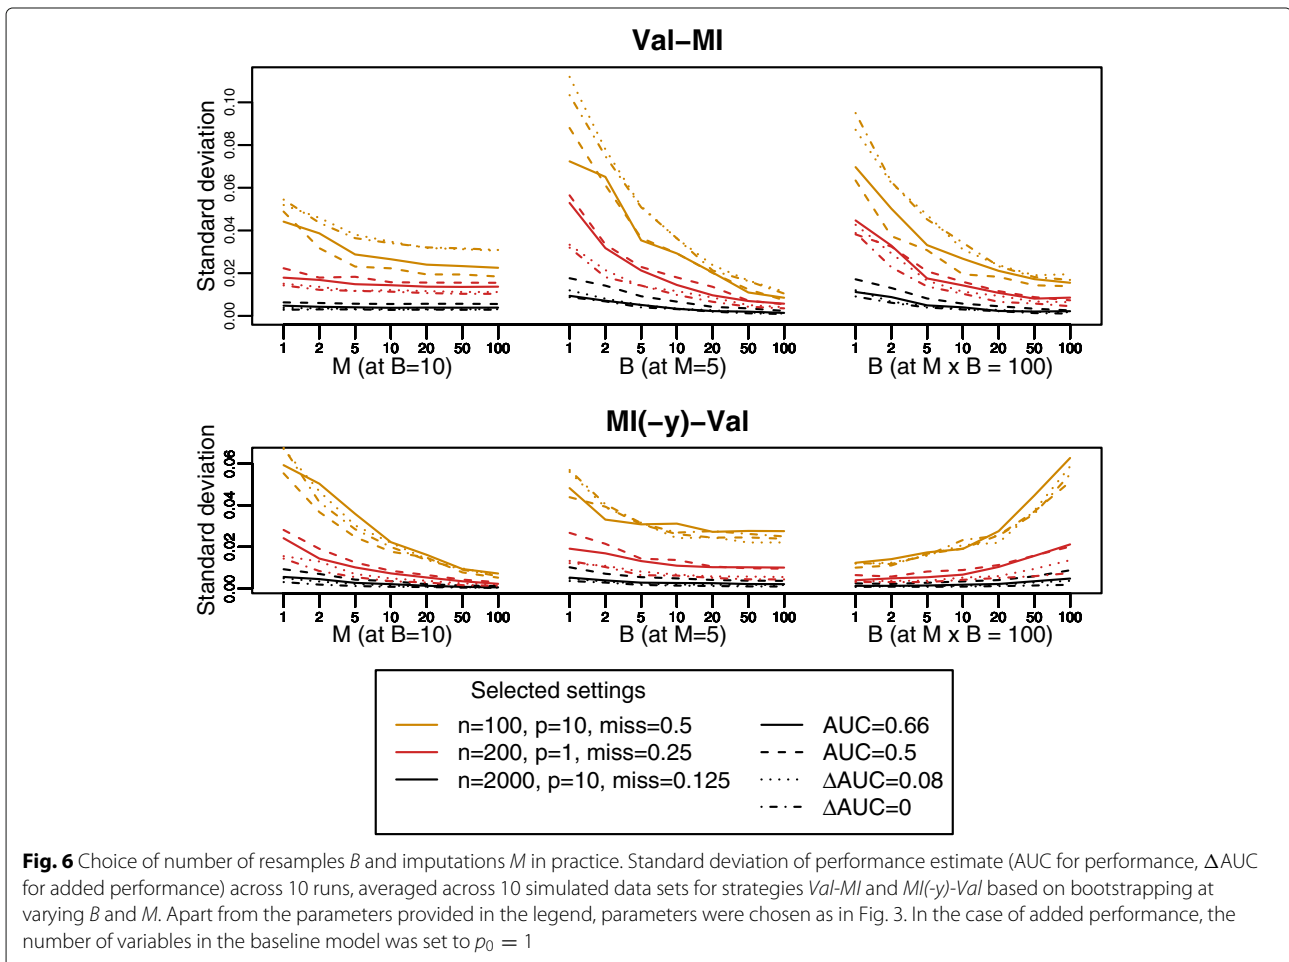 Val−MI
Standard deviation
0.00 0.02 0.04 0.06 0.08 0.10
1 2 5 10 20 50 100
M (at B=10)
1 2 5 10 20 50 100
B (at M=5)
1 2 5 10 20 50 100
B (at M x B = 100)
MI(−y)−Val
Standard deviation
0.00 0.02 0.04 0.06
1 2 5 10 20 50 100
M (at B=10)
1 2 5 10 20 50 100
B (at M=5)
1 2 5 10 20 50 100
B (at M x B = 100)
Selected settings
n=100, p=10, miss=0.5
n=200, p=1, miss=0.25
n=2000, p=10, miss=0.125
AUC=0.66
AUC=0.5
ΔAUC=0.08
ΔAUC=0
Fig. 6 Choice of number of resamples B and imputations M in practice. Standard deviation of performance estimate (AUC for performance, ΔAUC
for added performance) across 10 runs, averaged across 10 simulated data sets for strategies Val-MI and MI(-y)-Val based on bootstrapping at
varying B and M. Apart from the parameters provided in the legend, parameters were chosen as in Fig. 3. In the case of added performance, the
number of variables in the baseline model was set to p₀ = 1